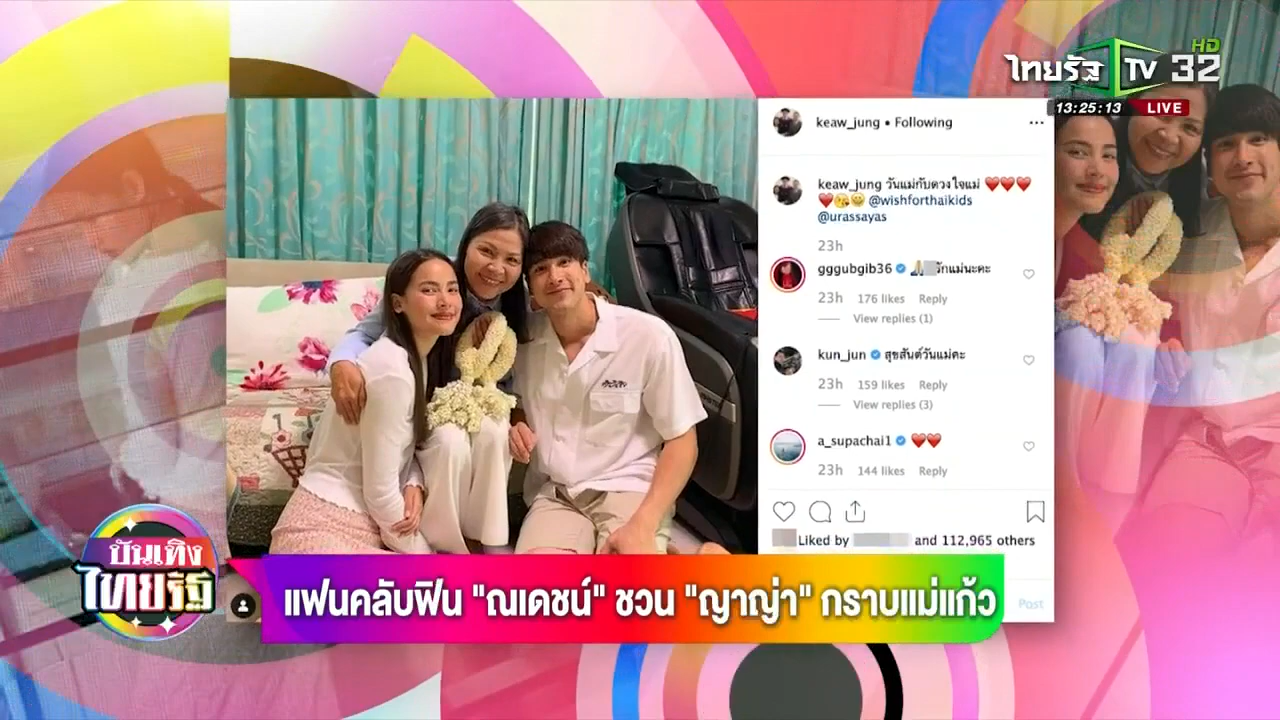 ไทยรัฐ TV 32 HD
13:25:13 LIVE
keaw_jung • Following
keaw_jung วันแม่กับดวงใจแม่ ❤️❤️❤️
❤️😘😁 @wishforthaikids
@urassayas
23h
gggubgib36 🙏 รักแม่นะคะ
23h 176 likes Reply
View replies (1)
kun_jun สุขสันต์วันแม่คะ
23h 159 likes Reply
View replies (3)
a_supachai1 ❤️❤️
23h 144 likes Reply
Liked by and 112,965 others
Post
บันเทิง
ไทยรัฐ
แฟนคลับฟิน "ณเดชน์" ชวน "ญาญ่า" กราบแม่แก้ว